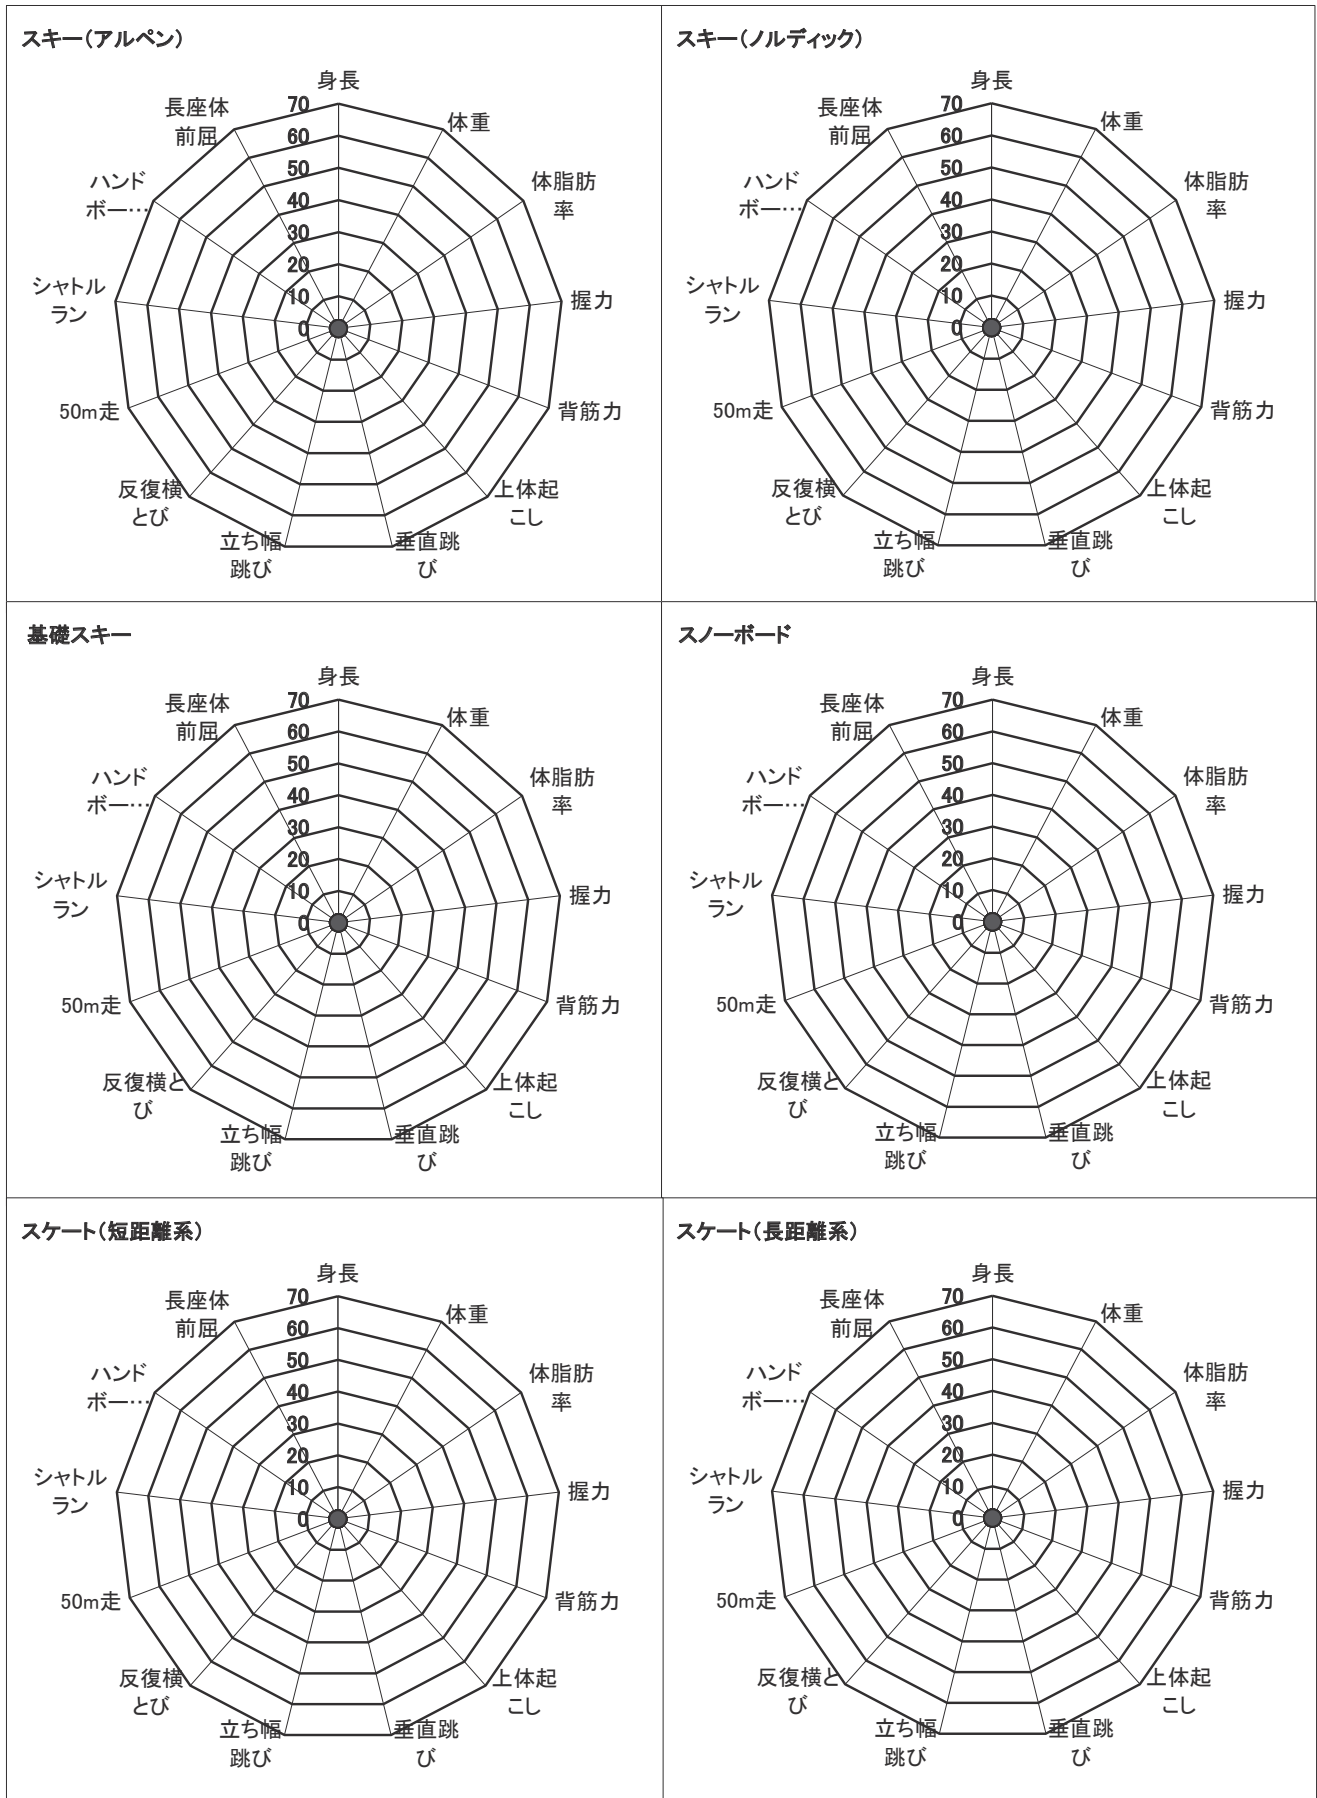 スキー（アルペン）
身長
体重
体脂肪
率
握力
背筋力
上体起
こし
垂直跳
び
立ち幅
跳び
反復横
とび
50m走
シャトル
ラン
ハンド
ボー…
長座体
前屈
70
60
50
40
30
20
10
0
スキー（ノルディック）
身長
体重
体脂肪
率
握力
背筋力
上体起
こし
垂直跳
び
立ち幅
跳び
反復横
とび
50m走
シャトル
ラン
ハンド
ボー…
長座体
前屈
70
60
50
40
30
20
10
0
基礎スキー
身長
体重
体脂肪
率
握力
背筋力
上体起
こし
垂直跳
び
立ち幅
跳び
反復横と
び
50m走
シャトル
ラン
ハンド
ボー…
長座体
前屈
70
60
50
40
30
20
10
0
スノーボード
身長
体重
体脂肪
率
握力
背筋力
上体起
こし
垂直跳
び
立ち幅
跳び
反復横と
び
50m走
シャトル
ラン
ハンド
ボー…
長座体
前屈
70
60
50
40
30
20
10
0
スケート（短距離系）
身長
体重
体脂肪
率
握力
背筋力
上体起
こし
垂直跳
び
立ち幅
跳び
反復横
とび
50m走
シャトル
ラン
ハンド
ボー…
長座体
前屈
70
60
50
40
30
20
10
0
スケート（長距離系）
身長
体重
体脂肪
率
握力
背筋力
上体起
こし
垂直跳
び
立ち幅
跳び
反復横と
び
50m走
シャトル
ラン
ハンド
ボー…
長座体
前屈
70
60
50
40
30
20
10
0